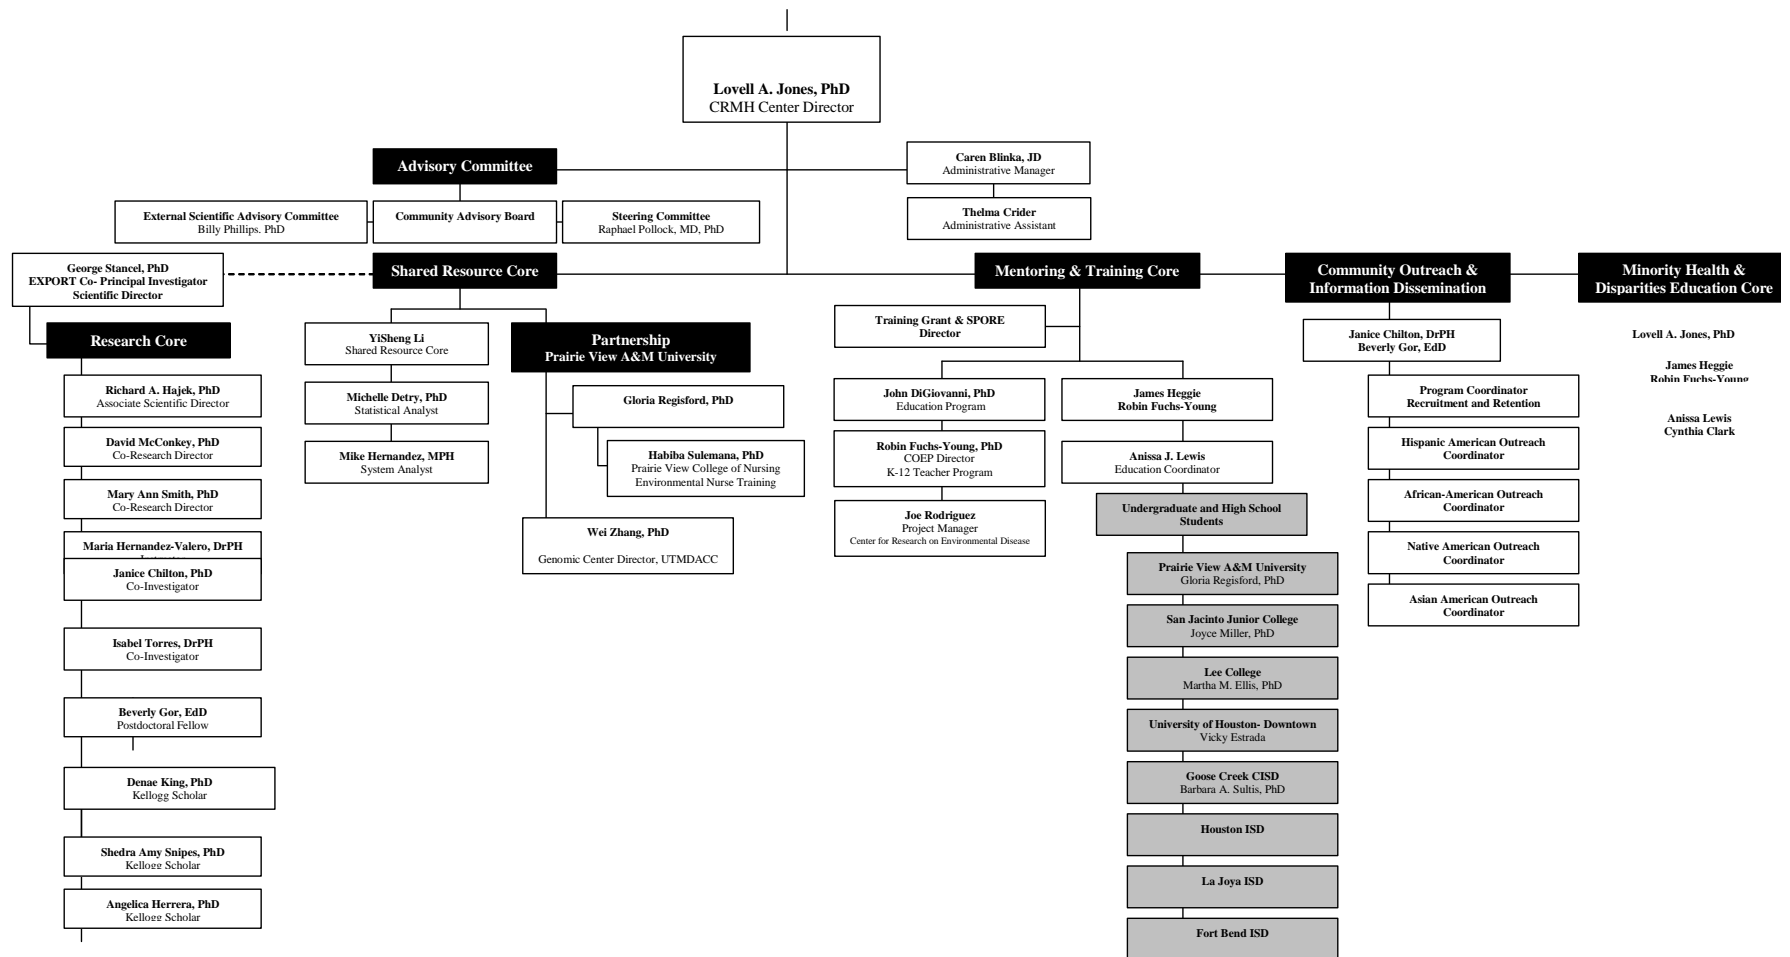 Lovell A. Jones, PhD
CRMH Center Director
Advisory Committee
Caren Blinka, JD
Administrative Manager
Thelma Crider
Administrative Assistant
External Scientific Advisory Committee
Billy Phillips. PhD
Community Advisory Board
Steering Committee
Raphael Pollock, MD, PhD
George Stancel, PhD
EXPORT Co- Principal Investigator
Scientific Director
Research Core
Richard A. Hajek, PhD
Associate Scientific Director
David McConkey, PhD
Co-Research Director
Mary Ann Smith, PhD
Co-Research Director
Maria Hernandez-Valero, DrPH
Janice Chilton, PhD
Co-Investigator
Isabel Torres, DrPH
Co-Investigator
Beverly Gor, EdD
Postdoctoral Fellow
Denae King, PhD
Kellogg Scholar
Shedra Amy Snipes, PhD
Kellogg Scholar
Angelica Herrera, PhD
Kellogg Scholar
Shared Resource Core
YiSheng Li
Shared Resource Core
Michelle Detry, PhD
Statistical Analyst
Mike Hernandez, MPH
System Analyst
Partnership
Prairie View A&M University
Gloria Regisford, PhD
Habiba Sulemana, PhD
Prairie View College of Nursing
Environmental Nurse Training
Wei Zhang, PhD
Genomic Center Director, UTMDACC
Mentoring & Training Core
Training Grant & SPORE
Director
John DiGiovanni, PhD
Education Program
Robin Fuchs-Young, PhD
COEP Director
K-12 Teacher Program
Joe Rodriguez
Project Manager
Center for Research on Environmental Disease
James Heggie
Robin Fuchs-Young
Anissa J. Lewis
Education Coordinator
Undergraduate and High School
Students
Prairie View A&M University
Gloria Regisford, PhD
San Jacinto Junior College
Joyce Miller, PhD
Lee College
Martha M. Ellis, PhD
University of Houston- Downtown
Vicky Estrada
Goose Creek CISD
Barbara A. Sultis, PhD
Houston ISD
La Joya ISD
Fort Bend ISD
Community Outreach &
Information Dissemination
Janice Chilton, DrPH
Beverly Gor, EdD
Program Coordinator
Recruitment and Retention
Hispanic American Outreach
Coordinator
African-American Outreach
Coordinator
Native American Outreach
Coordinator
Asian American Outreach
Coordinator
Minority Health &
Disparities Education Core
Lovell A. Jones, PhD
James Heggie
Robin Fuchs-Young
Anissa Lewis
Cynthia Clark